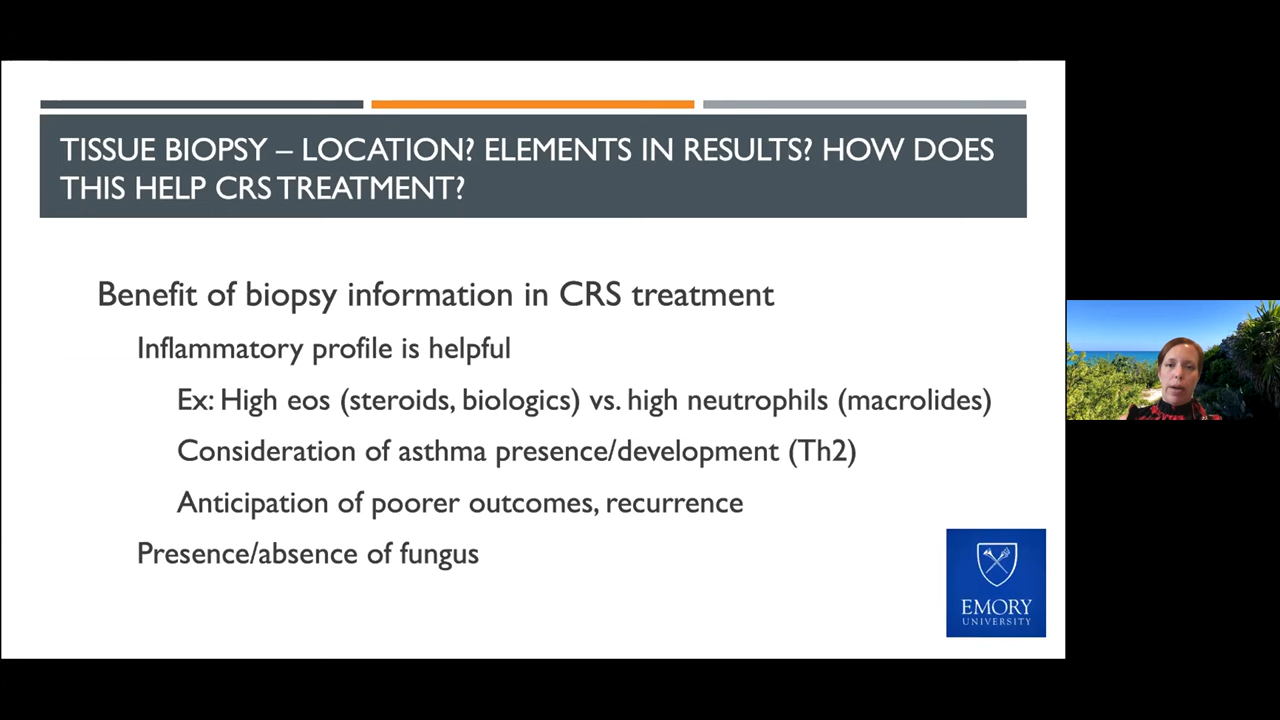 TISSUE BIOPSY – LOCATION? ELEMENTS IN RESULTS? HOW DOES
THIS HELP CRS TREATMENT?
Benefit of biopsy information in CRS treatment
Inflammatory profile is helpful
Ex: High eos (steroids, biologics) vs. high neutrophils (macrolides)
Consideration of asthma presence/development (Th2)
Anticipation of poorer outcomes, recurrence
Presence/absence of fungus
EMORY
UNIVERSITY